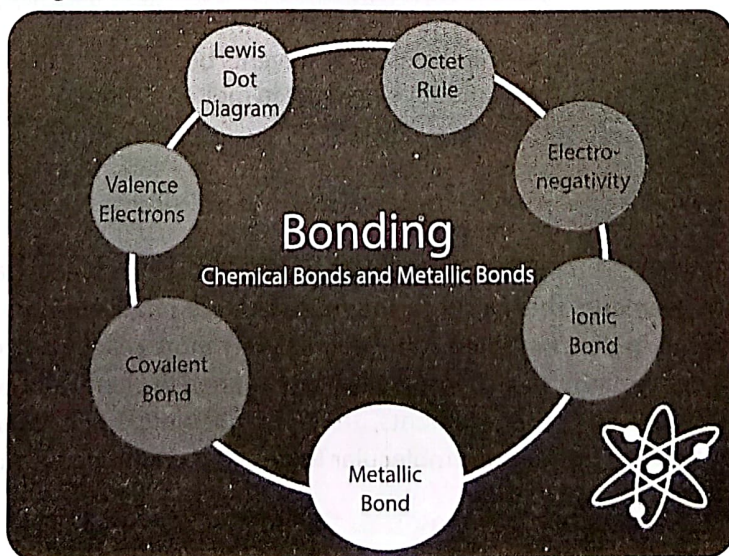 Lewis
Dot
Diagram
Octet
Rule
Electro-
negativity
Valence
Electrons
Bonding
Chemical Bonds and Metallic Bonds
Ionic
Bond
Covalent
Bond
Metallic
Bond